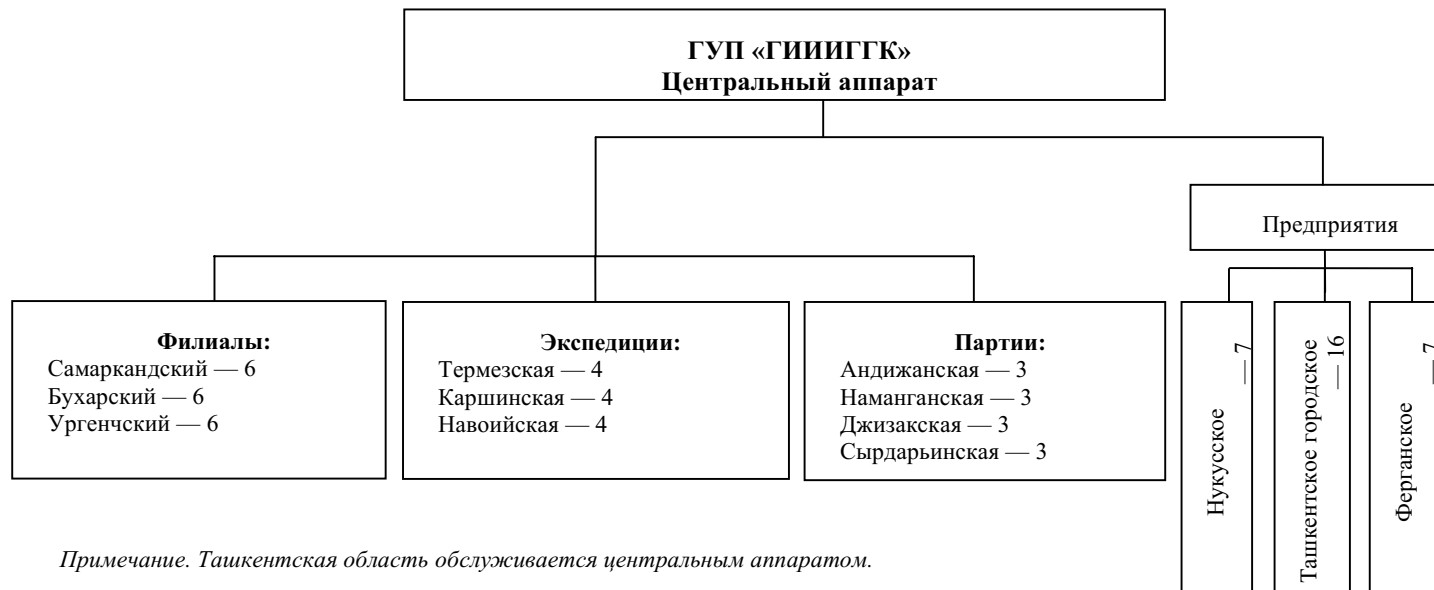 ГУП «ГИИИГГК»
Центральный аппарат
Предприятия
Филиалы:
Самаркандский — 6
Бухарский — 6
Ургенчский — 6
Экспедиции:
Термезская — 4
Каршинская — 4
Навоийская — 4
Партии:
Андижанская — 3
Наманганская — 3
Джизакская — 3
Сырдарьинская — 3
Нукусское
— 7
Ташкентское городское
— 16
Ферганское
— 7
Примечание. Ташкентская область обслуживается центральным аппаратом.